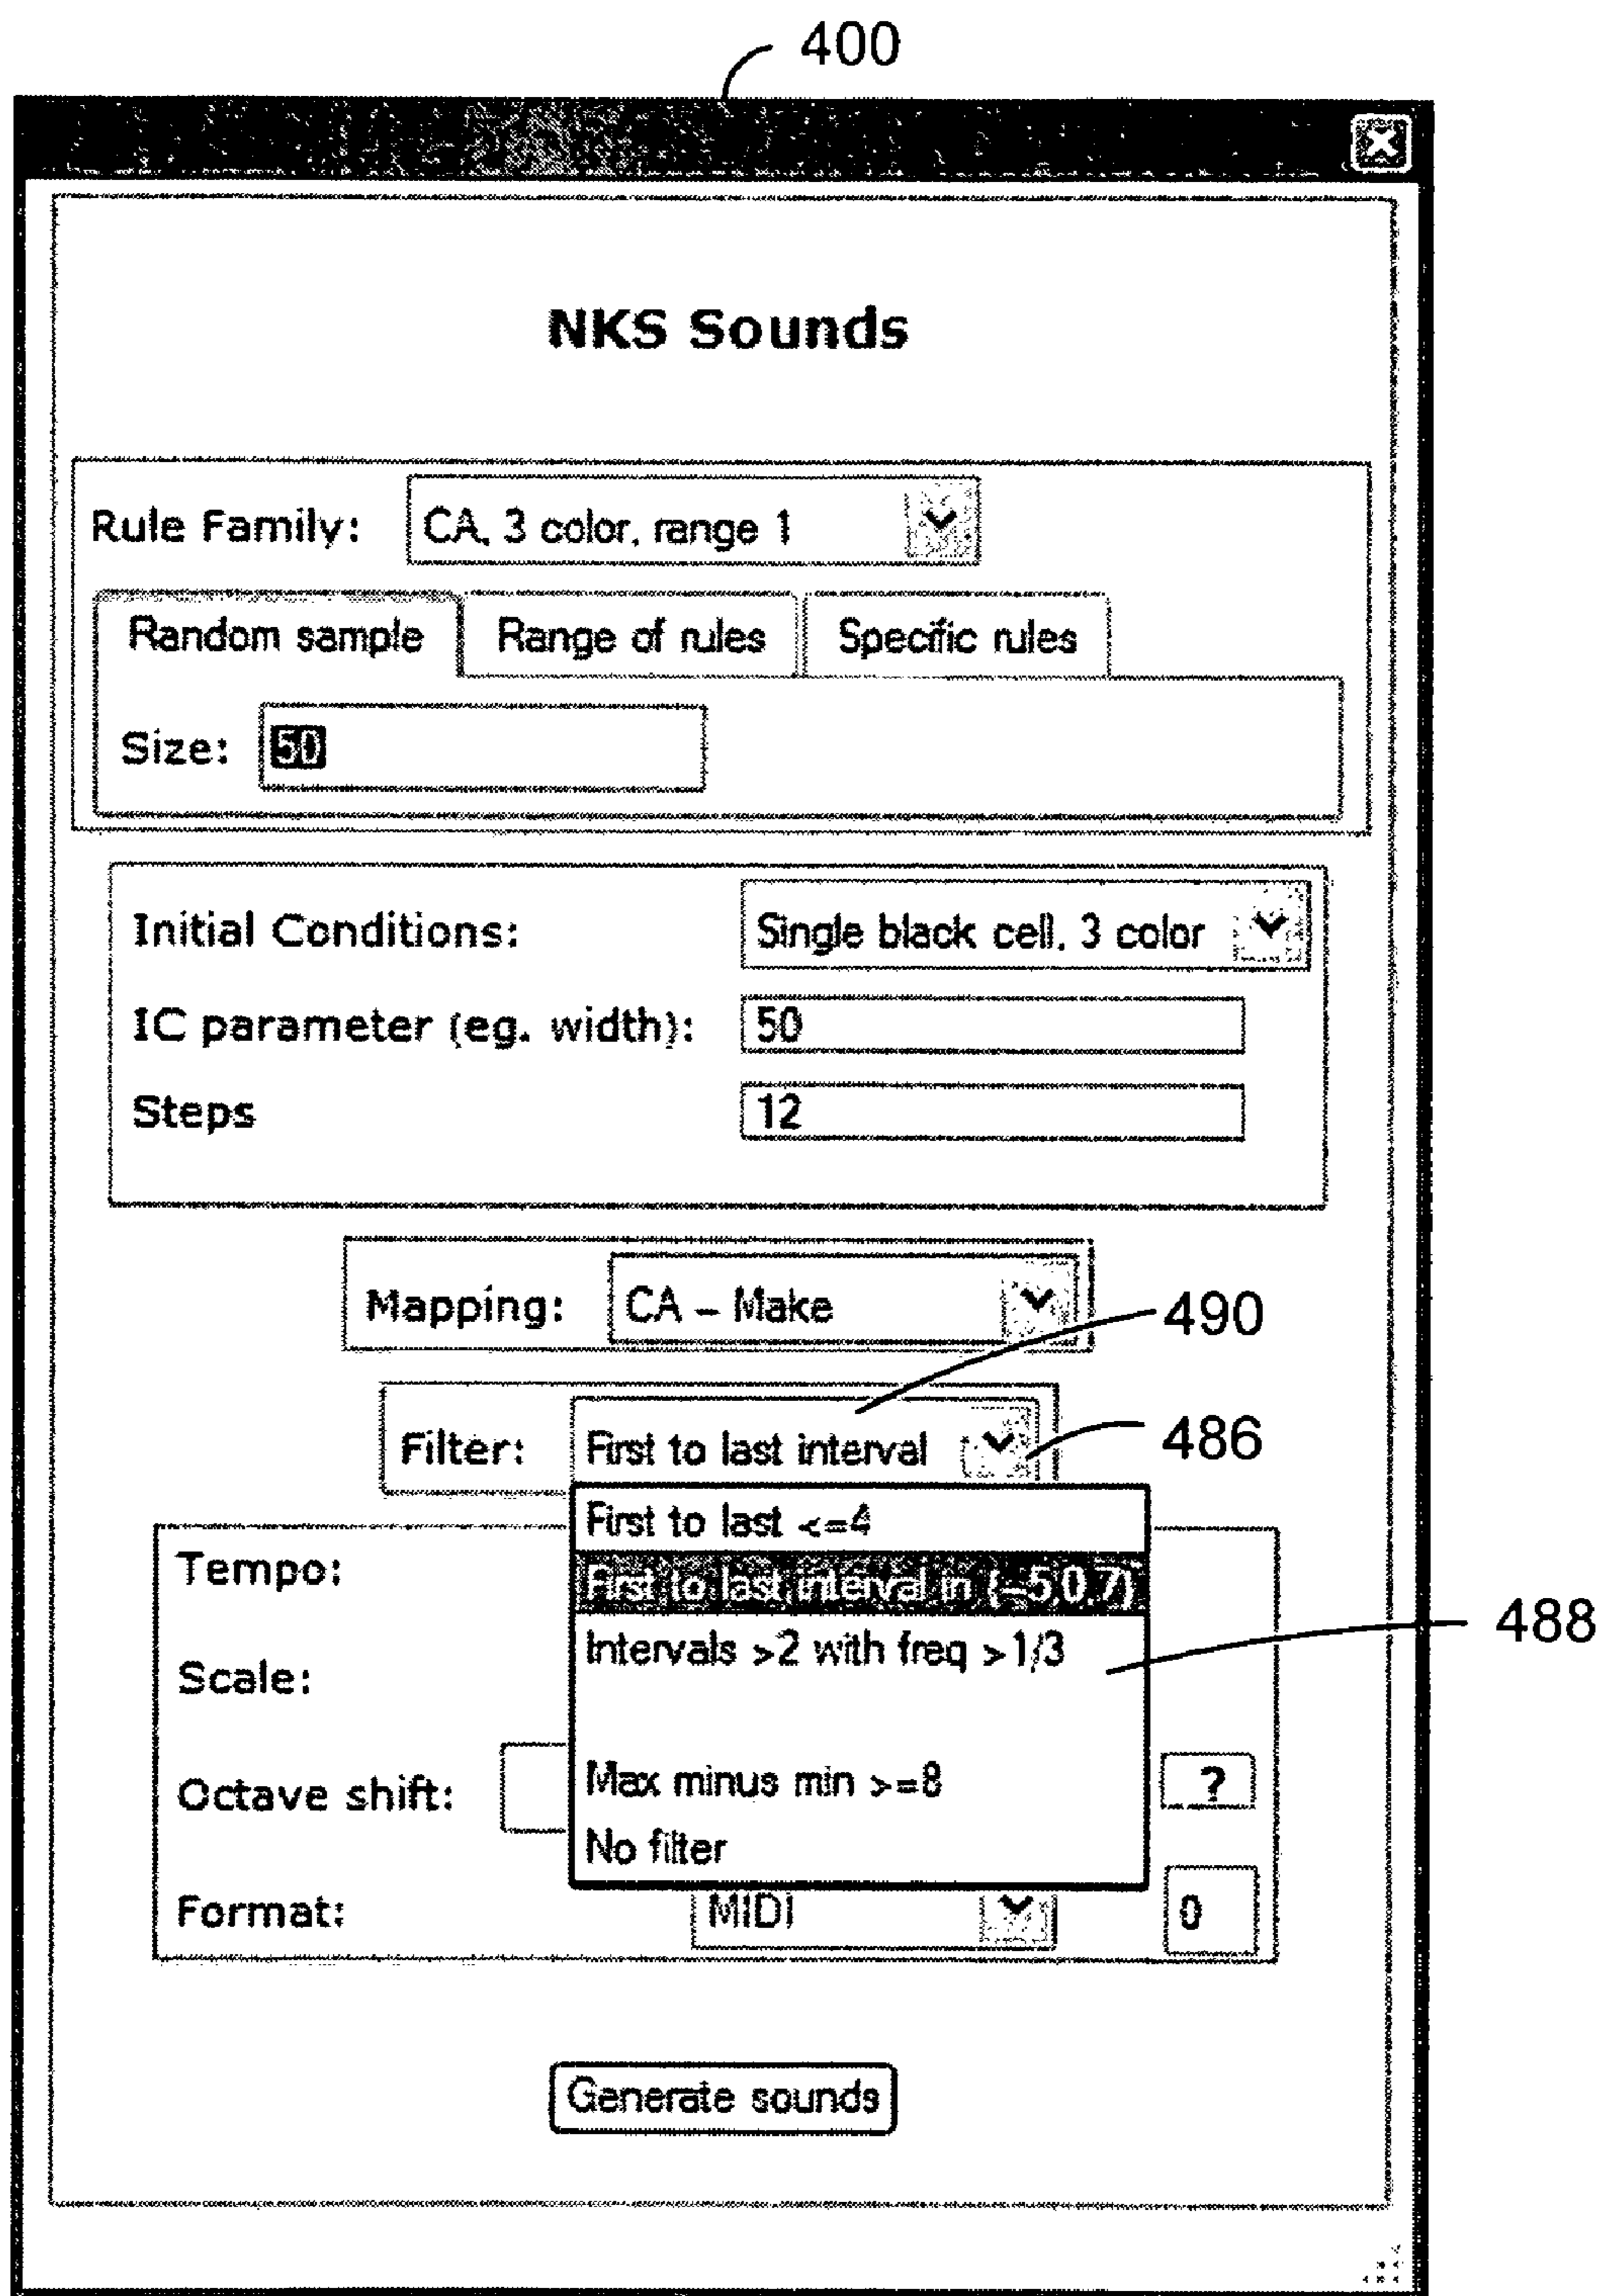 400
NKS Sounds
Rule Family: CA, 3 color, range 1
Random sample Range of rules Specific rules
Size: 50
Initial Conditions: Single black cell, 3 color
IC parameter (eg. width): 50
Steps 12
Mapping: CA – Make
490
Filter: First to last interval
486
First to last <=4
Tempo:
First to last interval in {-5 0 7}
488
Intervals >2 with freq >1/3
Scale:
Max minus min >=8
?
Octave shift:
No filter
Format: MIDI 0
Generate sounds